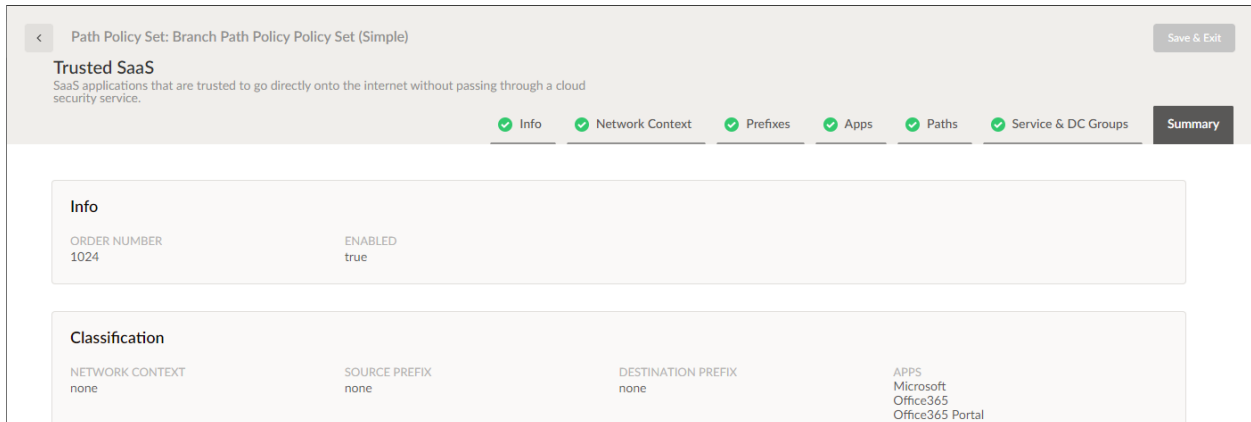 Path Policy Set: Branch Path Policy Policy Set (Simple)
Save & Exit
Trusted SaaS
SaaS applications that are trusted to go directly onto the internet without passing through a cloud
security service.
Info Network Context Prefixes Apps Paths Service & DC Groups Summary
Info
ORDER NUMBER ENABLED
1024 true
Classification
NETWORK CONTEXT SOURCE PREFIX DESTINATION PREFIX APPS
none none none Microsoft
Office365
Office365 Portal